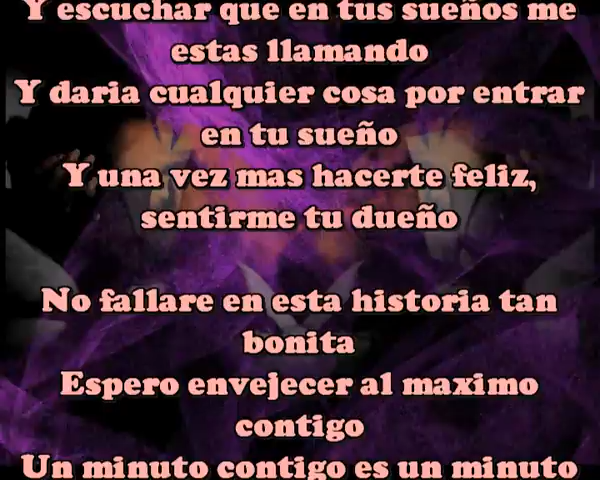 Y escuchar que en tus sueños me
estas llamando
Y daria cualquier cosa por entrar
en tu sueño
Y una vez mas hacerte feliz,
sentirme tu dueño
No fallare en esta historia tan
bonita
Espero envejecer al maximo
contigo
Un minuto contigo es un minuto